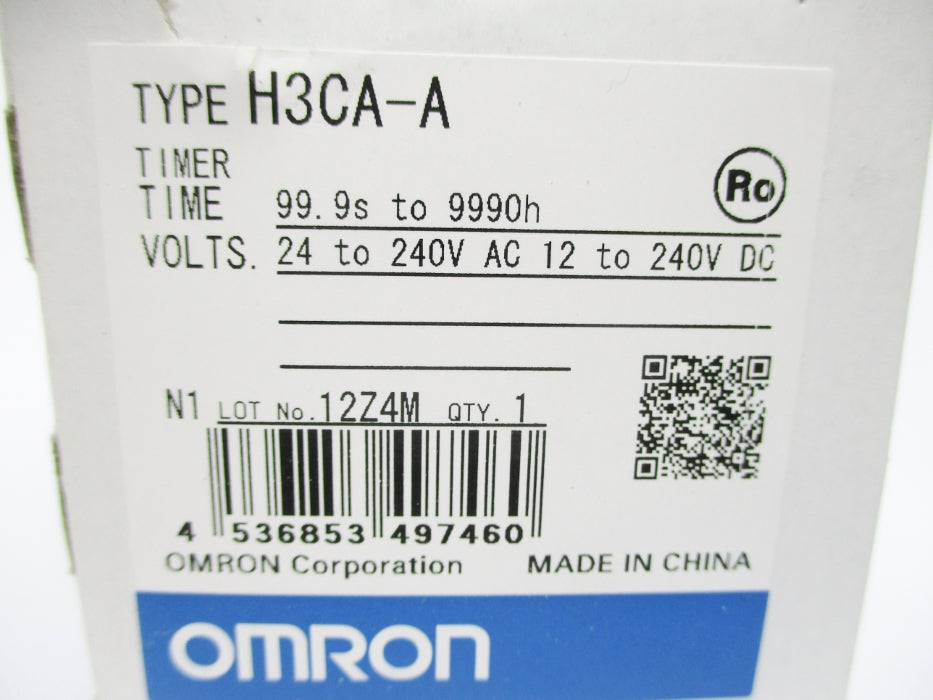 TYPE H3CA-A
TIMER
TIME 99.9s to 9990h
Ro
VOLTS. 24 to 240V AC 12 to 240V DC
N1 LOT No. 12Z4M QTY. 1
4 536853 497460
OMRON Corporation MADE IN CHINA
OMRON